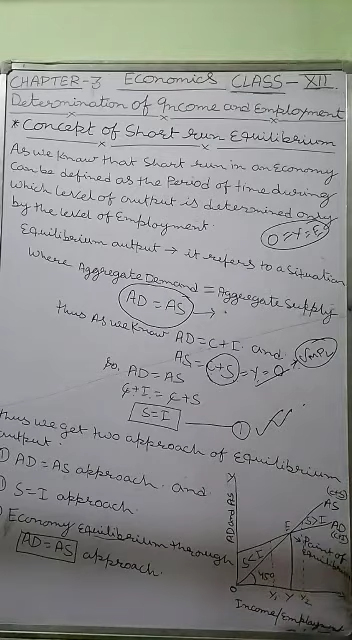 CHAPTER-3 Economics CLASS-XII
Determination of Income and Employment
* Concept of Short run Equilibrium
As we know that Short run in an Economy
Can be defined as the Period of time during
which level of output is determined only
by the level of Employment.
Equilibrium output → it refers to a situation
where Aggregate Demand = Aggregate Supply
AD = AS →
thus As we know AD = C+I and
AS = C+S = Y = O
So. AD = AS
C+I = C+S
S=I ①
thus we get two approach of equilibrium
output.
AD = AS approach. and
S=I approach.
Economy Equilibrium through
AD=AS approach.
Y
AD and AS
(C+S)
AS
S>I AD
(C+I)
E
Point of
S<I
45°
O Y₁ Y Y₂
Income/Employment